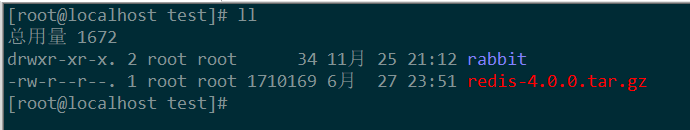 [root@localhost test]# ll
总用量 1672
drwxr-xr-x. 2 root root      34 11月 25 21:12 rabbit
-rw-r--r--. 1 root root 1710169 6月  27 23:51 redis-4.0.0.tar.gz
[root@localhost test]#